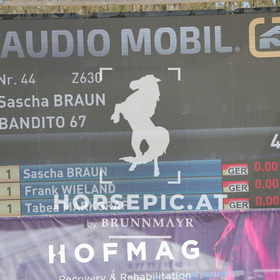 AUDIO MOBIL
Nr. 44 Z630
Sascha BRAUN
BANDITO 67
4
1 Sascha BRAUN GER 0.00
1 Frank WIELAND GER 0.00
1 GER 0.00
HORSEPIC.AT
by BRUNNMAYR
HOFMAG
Recovery & Rehabilitation